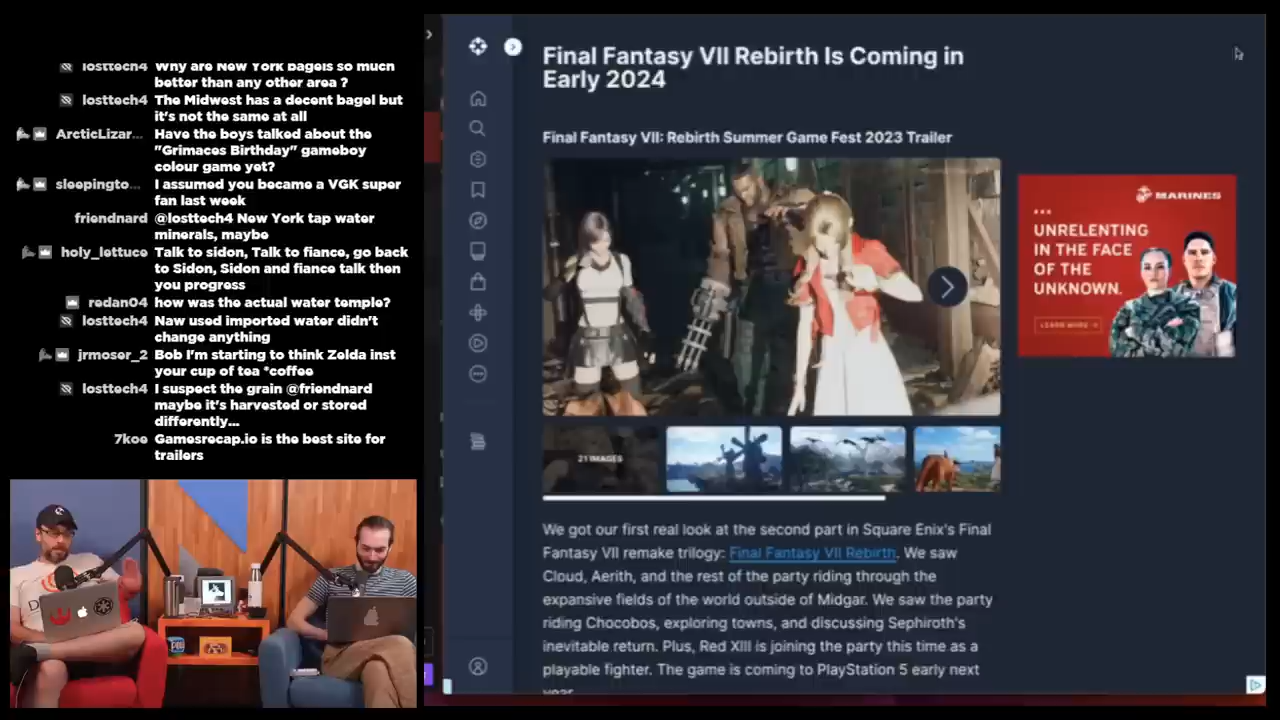 losttech4 Why are New York bagels so much
better than any other area ?
losttech4 The Midwest has a decent bagel but
it's not the same at all
ArcticLizar... Have the boys talked about the
"Grimaces Birthday" gameboy
colour game yet?
sleepingto... I assumed you became a VGK super
fan last week
friendnard @losttech4 New York tap water
minerals, maybe
holy_lettuce Talk to sidon, Talk to fiance, go back
to Sidon, Sidon and fiance talk then
you progress
redan04 how was the actual water temple?
losttech4 Naw used imported water didn't
change anything
jrmoser_2 Bob I'm starting to think Zelda inst
your cup of tea *coffee
losttech4 I suspect the grain @friendnard
maybe it's harvested or stored
differently...
7koe Gamesrecap.io is the best site for
trailers
Final Fantasy VII Rebirth Is Coming in
Early 2024
Final Fantasy VII: Rebirth Summer Game Fest 2023 Trailer
21 IMAGES
We got our first real look at the second part in Square Enix's Final
Fantasy VII remake trilogy: Final Fantasy VII Rebirth. We saw
Cloud, Aerith, and the rest of the party riding through the
expansive fields of the world outside of Midgar. We saw the party
riding Chocobos, exploring towns, and discussing Sephiroth's
inevitable return. Plus, Red XIII is joining the party this time as a
playable fighter. The game is coming to PlayStation 5 early next
year.
MARINES
UNRELENTING
IN THE FACE
OF THE
UNKNOWN.
LEARN MORE